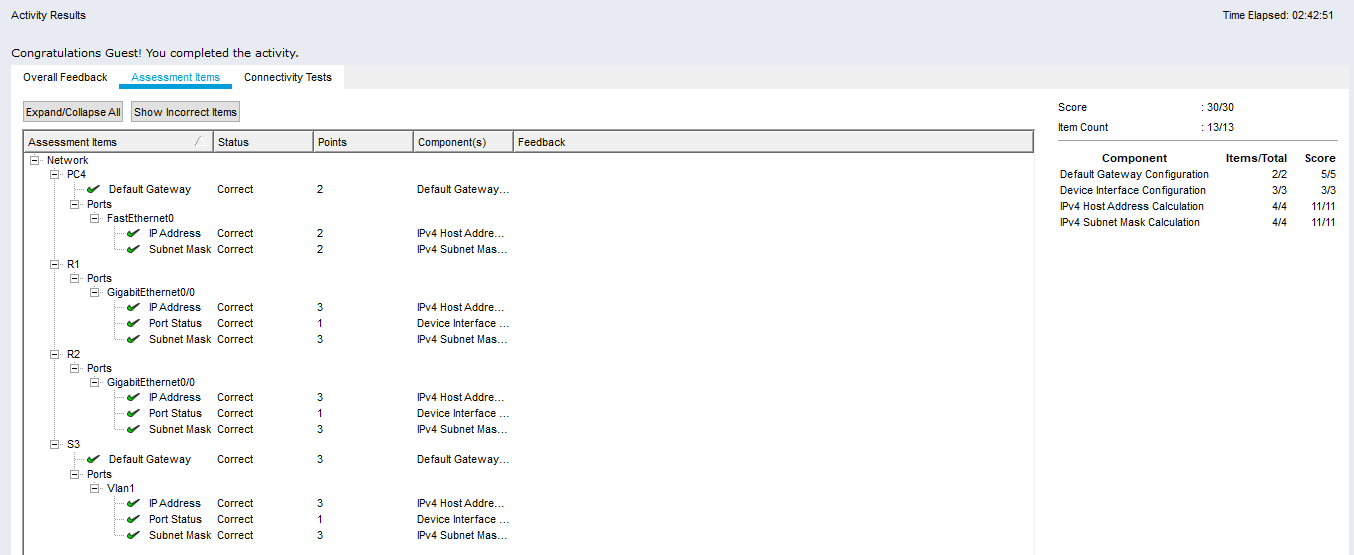 Activity Results Time Elapsed: 02:42:51
Congratulations Guest! You completed the activity.
Overall Feedback Assessment Items Connectivity Tests
Expand/Collapse All Show Incorrect Items
Assessment Items Status Points Component(s) Feedback
Network
PC4
Default Gateway Correct 2 Default Gateway...
Ports
FastEthernet0
IP Address Correct 2 IPv4 Host Addre...
Subnet Mask Correct 2 IPv4 Subnet Mas...
R1
Ports
GigabitEthernet0/0
IP Address Correct 3 IPv4 Host Addre...
Port Status Correct 1 Device Interface ...
Subnet Mask Correct 3 IPv4 Subnet Mas...
R2
Ports
GigabitEthernet0/0
IP Address Correct 3 IPv4 Host Addre...
Port Status Correct 1 Device Interface ...
Subnet Mask Correct 3 IPv4 Subnet Mas...
S3
Default Gateway Correct 3 Default Gateway...
Ports
Vlan1
IP Address Correct 3 IPv4 Host Addre...
Port Status Correct 1 Device Interface ...
Subnet Mask Correct 3 IPv4 Subnet Mas...
Score : 30/30
Item Count : 13/13
Component Items/Total Score
Default Gateway Configuration 2/2 5/5
Device Interface Configuration 3/3 3/3
IPv4 Host Address Calculation 4/4 11/11
IPv4 Subnet Mask Calculation 4/4 11/11